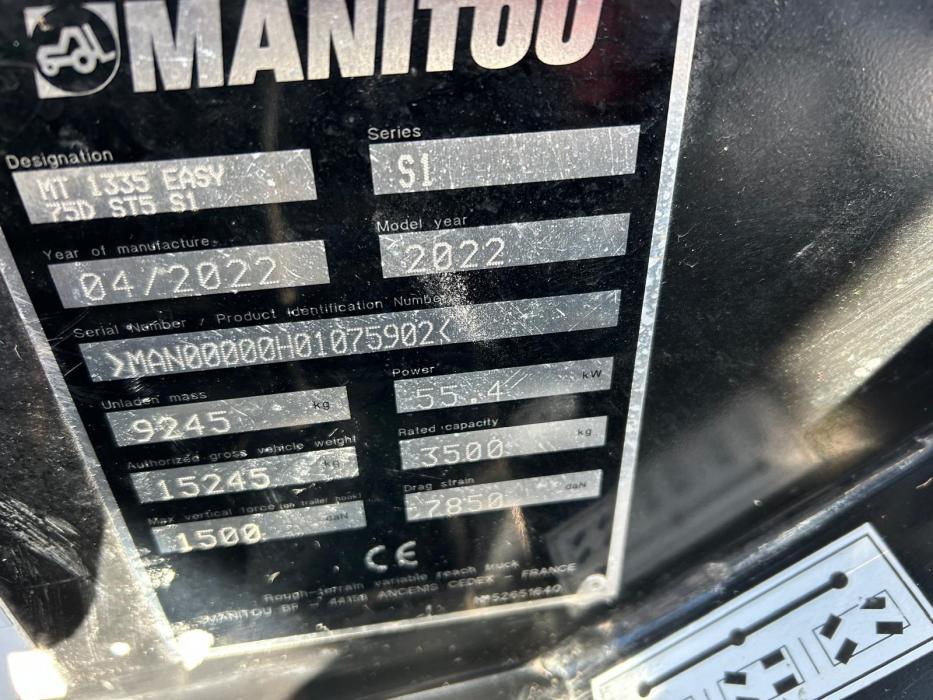 MANITOU
Designation
MT 1335 EASY
75D ST5 S1
Series
S1
Year of manufacture
04/2022
Model year
2022
Serial Number / Product Identification Number
>MAN00000H01075902<
Unladen mass
9245 kg
Power
55.4 kW
Authorized gross vehicle weight
15245 kg
Rated capacity
3500 kg
Max vertical force (on trailer hook)
1500 daN
Drag strain
7850 daN
CE
Rough-terrain variable reach truck
MANITOU BF - 44158 ANCENIS CEDEX - FRANCE
N°52651640